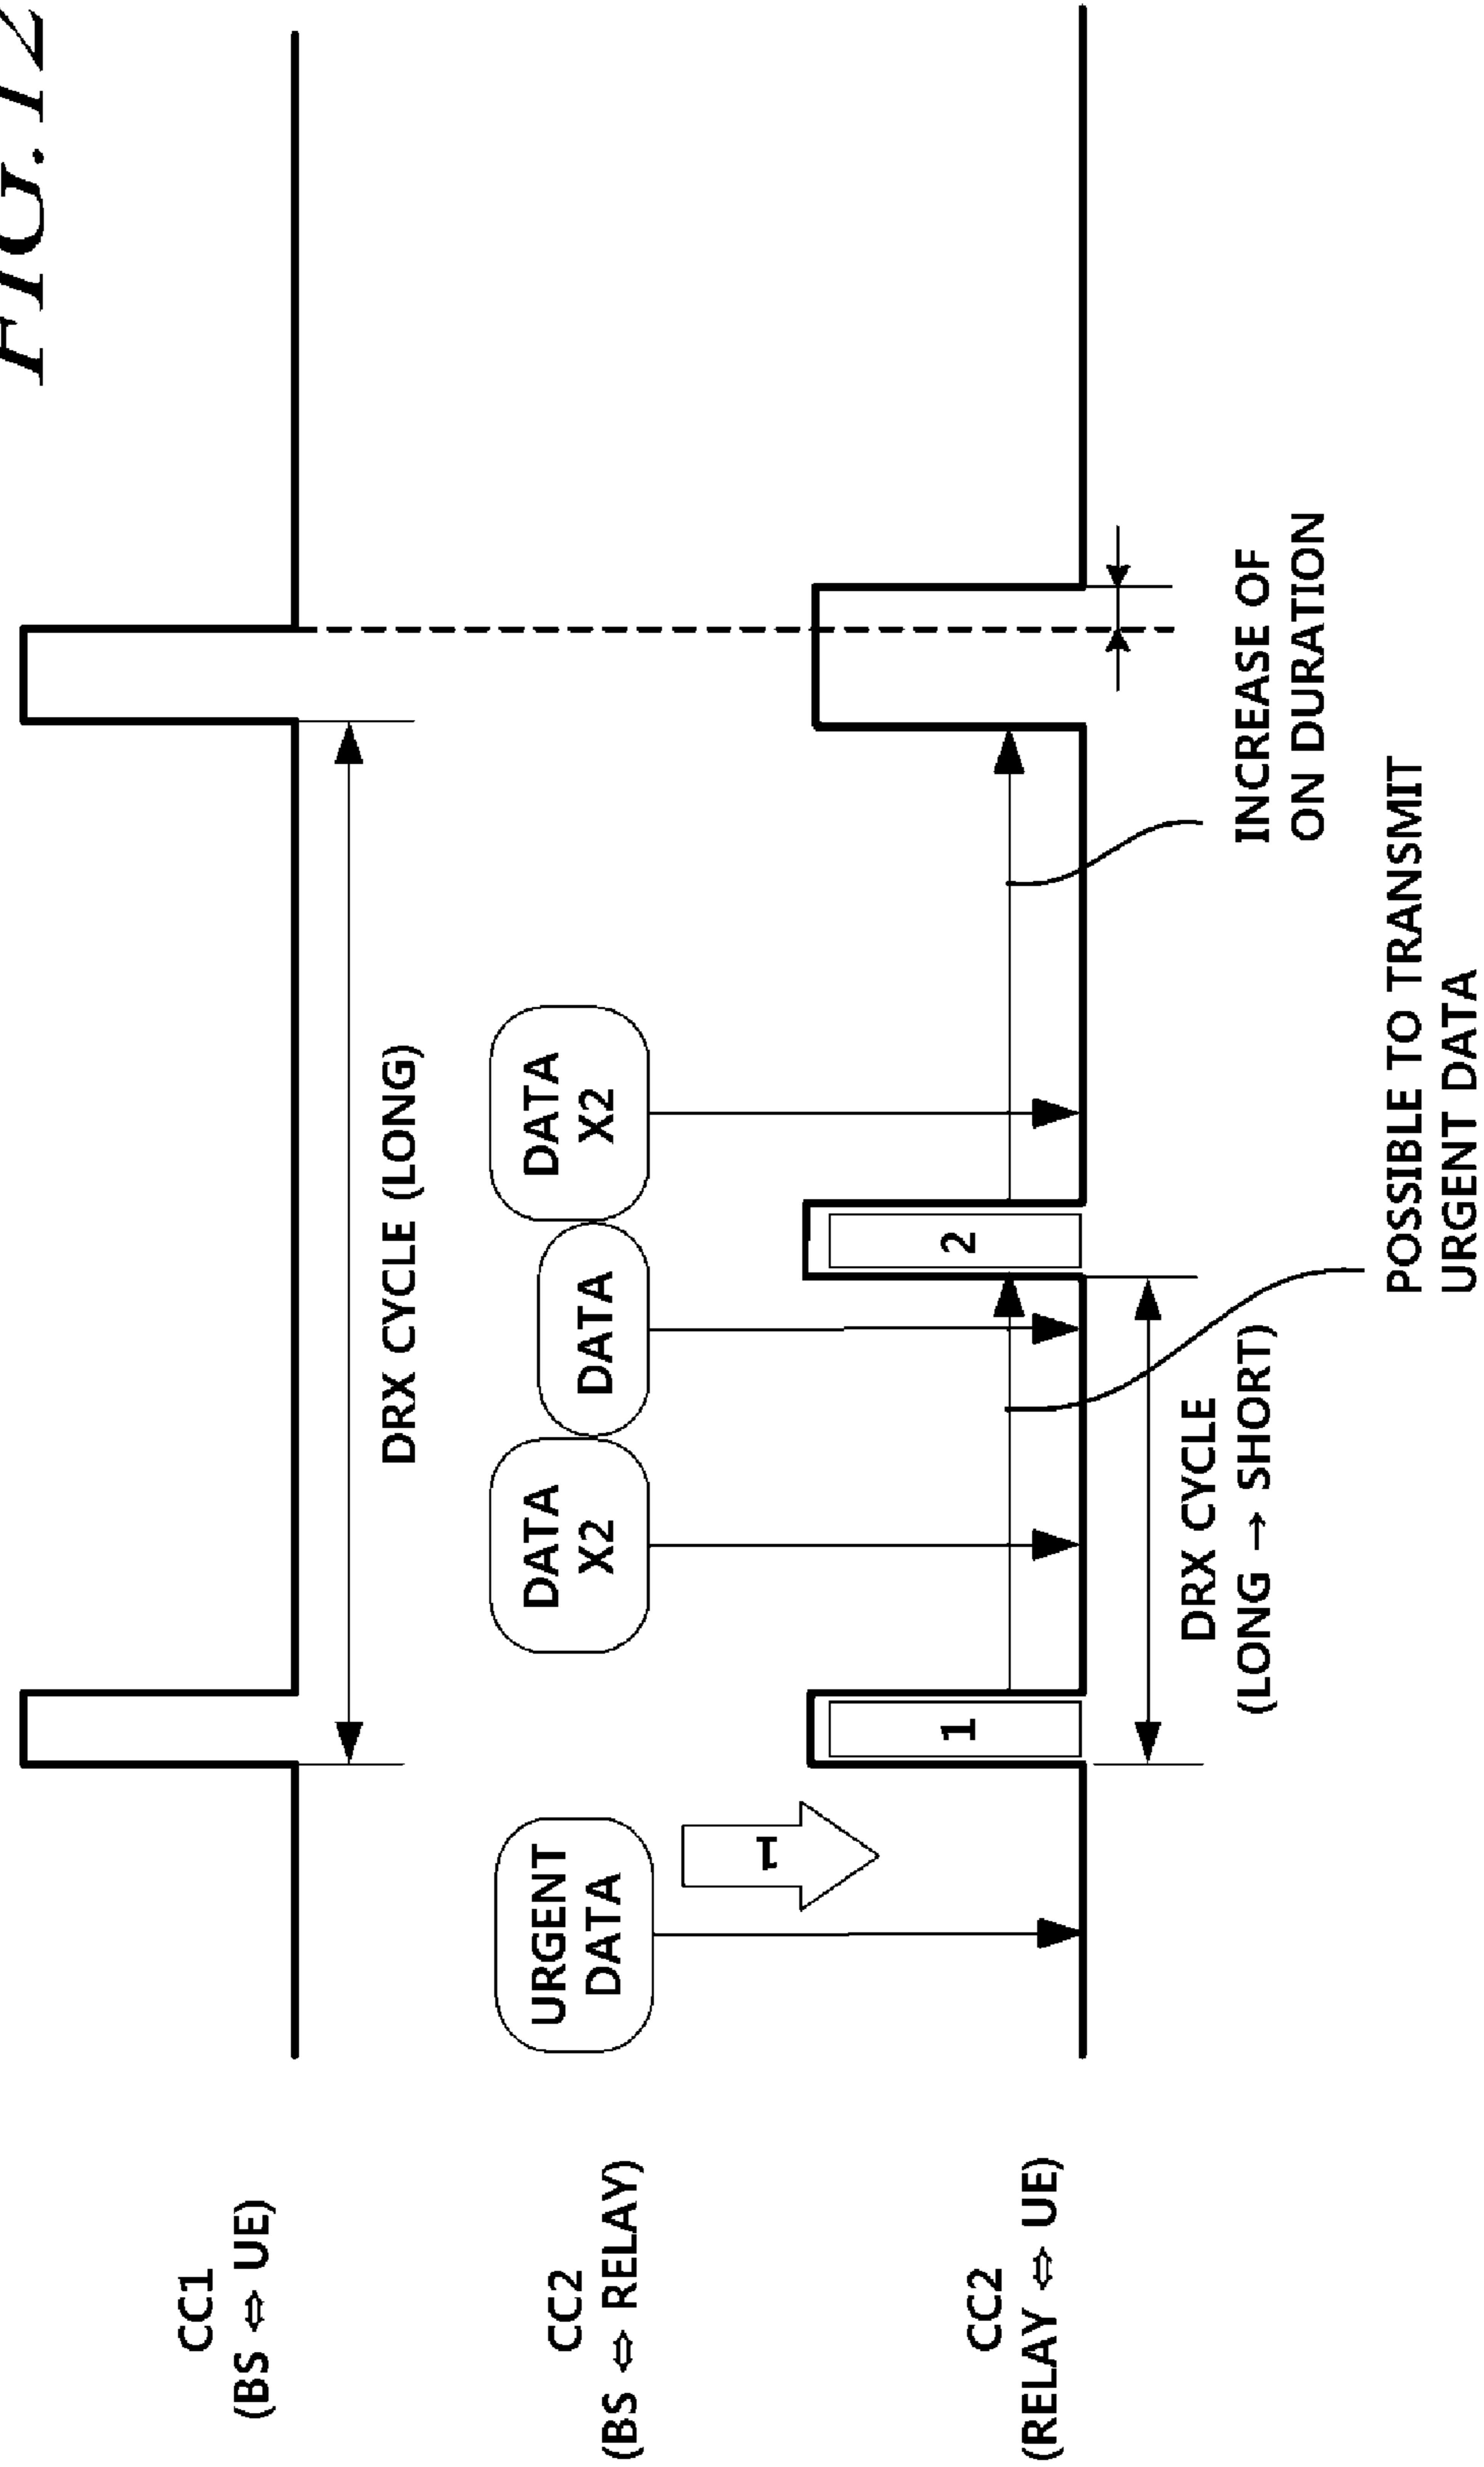 FIG. 12
CC1
(BS ⇔ UE)
DRX CYCLE (LONG)
CC2
(BS ⇔ RELAY)
URGENT
DATA
1
DATA
X2
DATA
DATA
X2
CC2
(RELAY ⇔ UE)
1
2
DRX CYCLE
(LONG → SHORT)
INCREASE OF
ON DURATION
POSSIBLE TO TRANSMIT
URGENT DATA